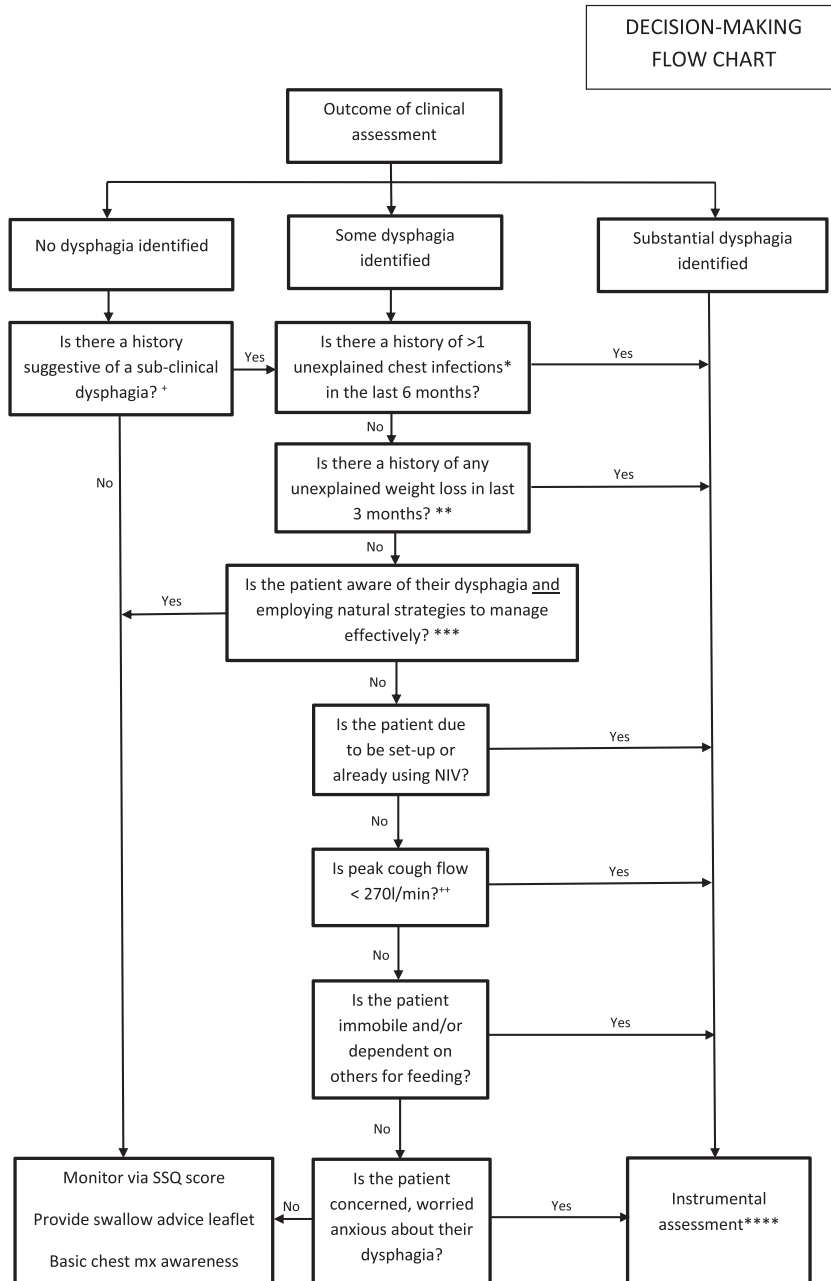 DECISION-MAKING
FLOW CHART
Outcome of clinical
assessment
No dysphagia identified
Some dysphagia
identified
Substantial dysphagia
identified
Is there a history
suggestive of a sub-clinical
dysphagia? +
Yes
Is there a history of >1
unexplained chest infections*
in the last 6 months?
Yes
No
No
Is there a history of any
unexplained weight loss in last
3 months? **
Yes
No
Is the patient aware of their dysphagia and
employing natural strategies to manage
effectively? ***
Yes
No
Is the patient due
to be set-up or
already using NIV?
Yes
No
Is peak cough flow
< 270l/min?++
Yes
No
Is the patient
immobile and/or
dependent on
others for feeding?
Yes
No
Monitor via SSQ score
Provide swallow advice leaflet
Basic chest mx awareness
No
Is the patient
concerned, worried
anxious about their
dysphagia?
Yes
Instrumental
assessment****